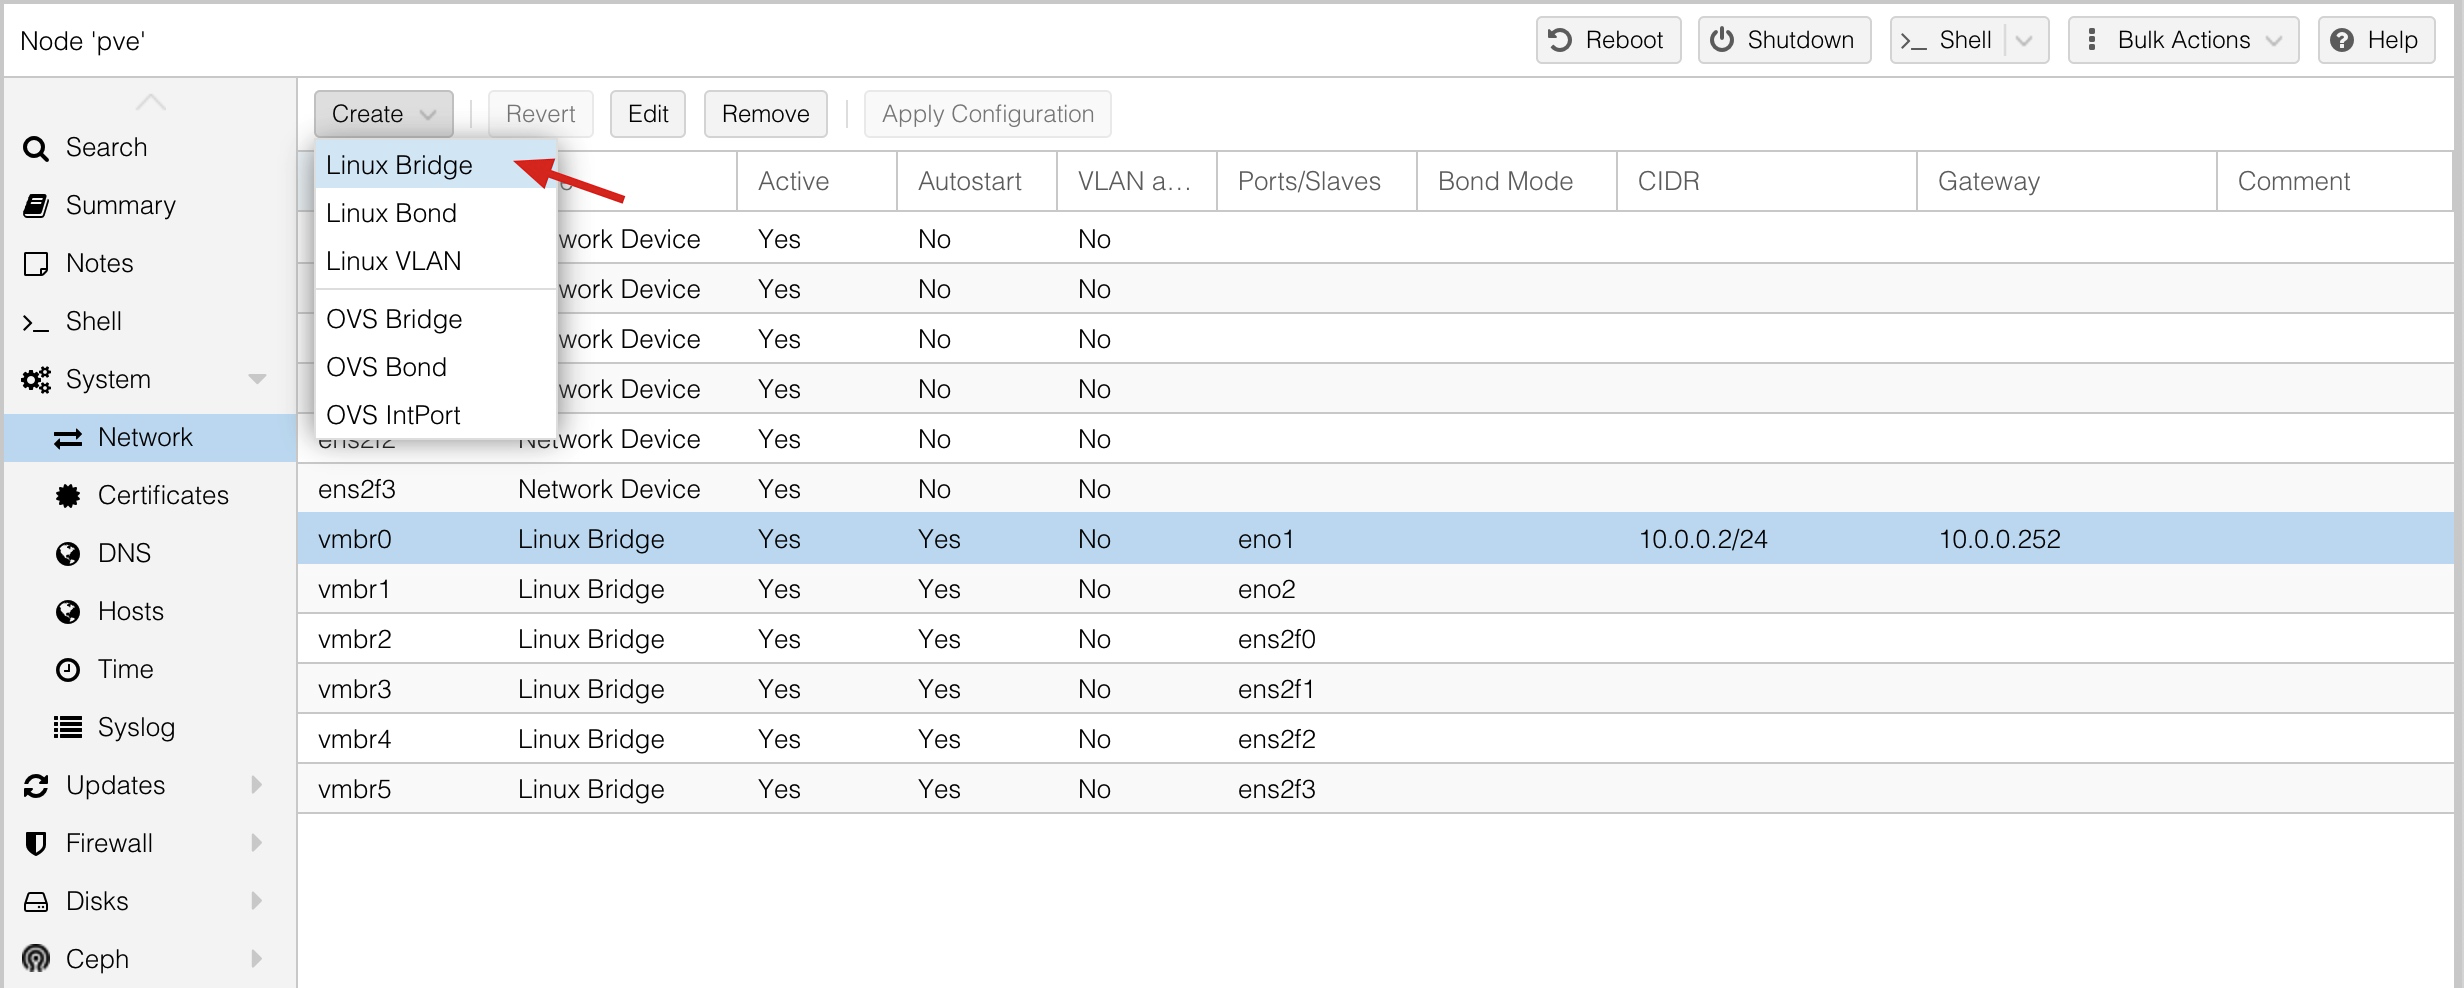 Node 'pve'
Reboot
Shutdown
Shell
Bulk Actions
Help
Search
Summary
Notes
Shell
System
Network
Certificates
DNS
Hosts
Time
Syslog
Updates
Firewall
Disks
Ceph
Create
Revert
Edit
Remove
Apply Configuration
Linux Bridge
Linux Bond
Linux VLAN
OVS Bridge
OVS Bond
OVS IntPort
Active Autostart VLAN a... Ports/Slaves Bond Mode CIDR Gateway Comment
work Device Yes No No
work Device Yes No No
work Device Yes No No
work Device Yes No No
ens2f2 Network Device Yes No No
ens2f3 Network Device Yes No No
vmbr0 Linux Bridge Yes Yes No eno1 10.0.0.2/24 10.0.0.252
vmbr1 Linux Bridge Yes Yes No eno2
vmbr2 Linux Bridge Yes Yes No ens2f0
vmbr3 Linux Bridge Yes Yes No ens2f1
vmbr4 Linux Bridge Yes Yes No ens2f2
vmbr5 Linux Bridge Yes Yes No ens2f3